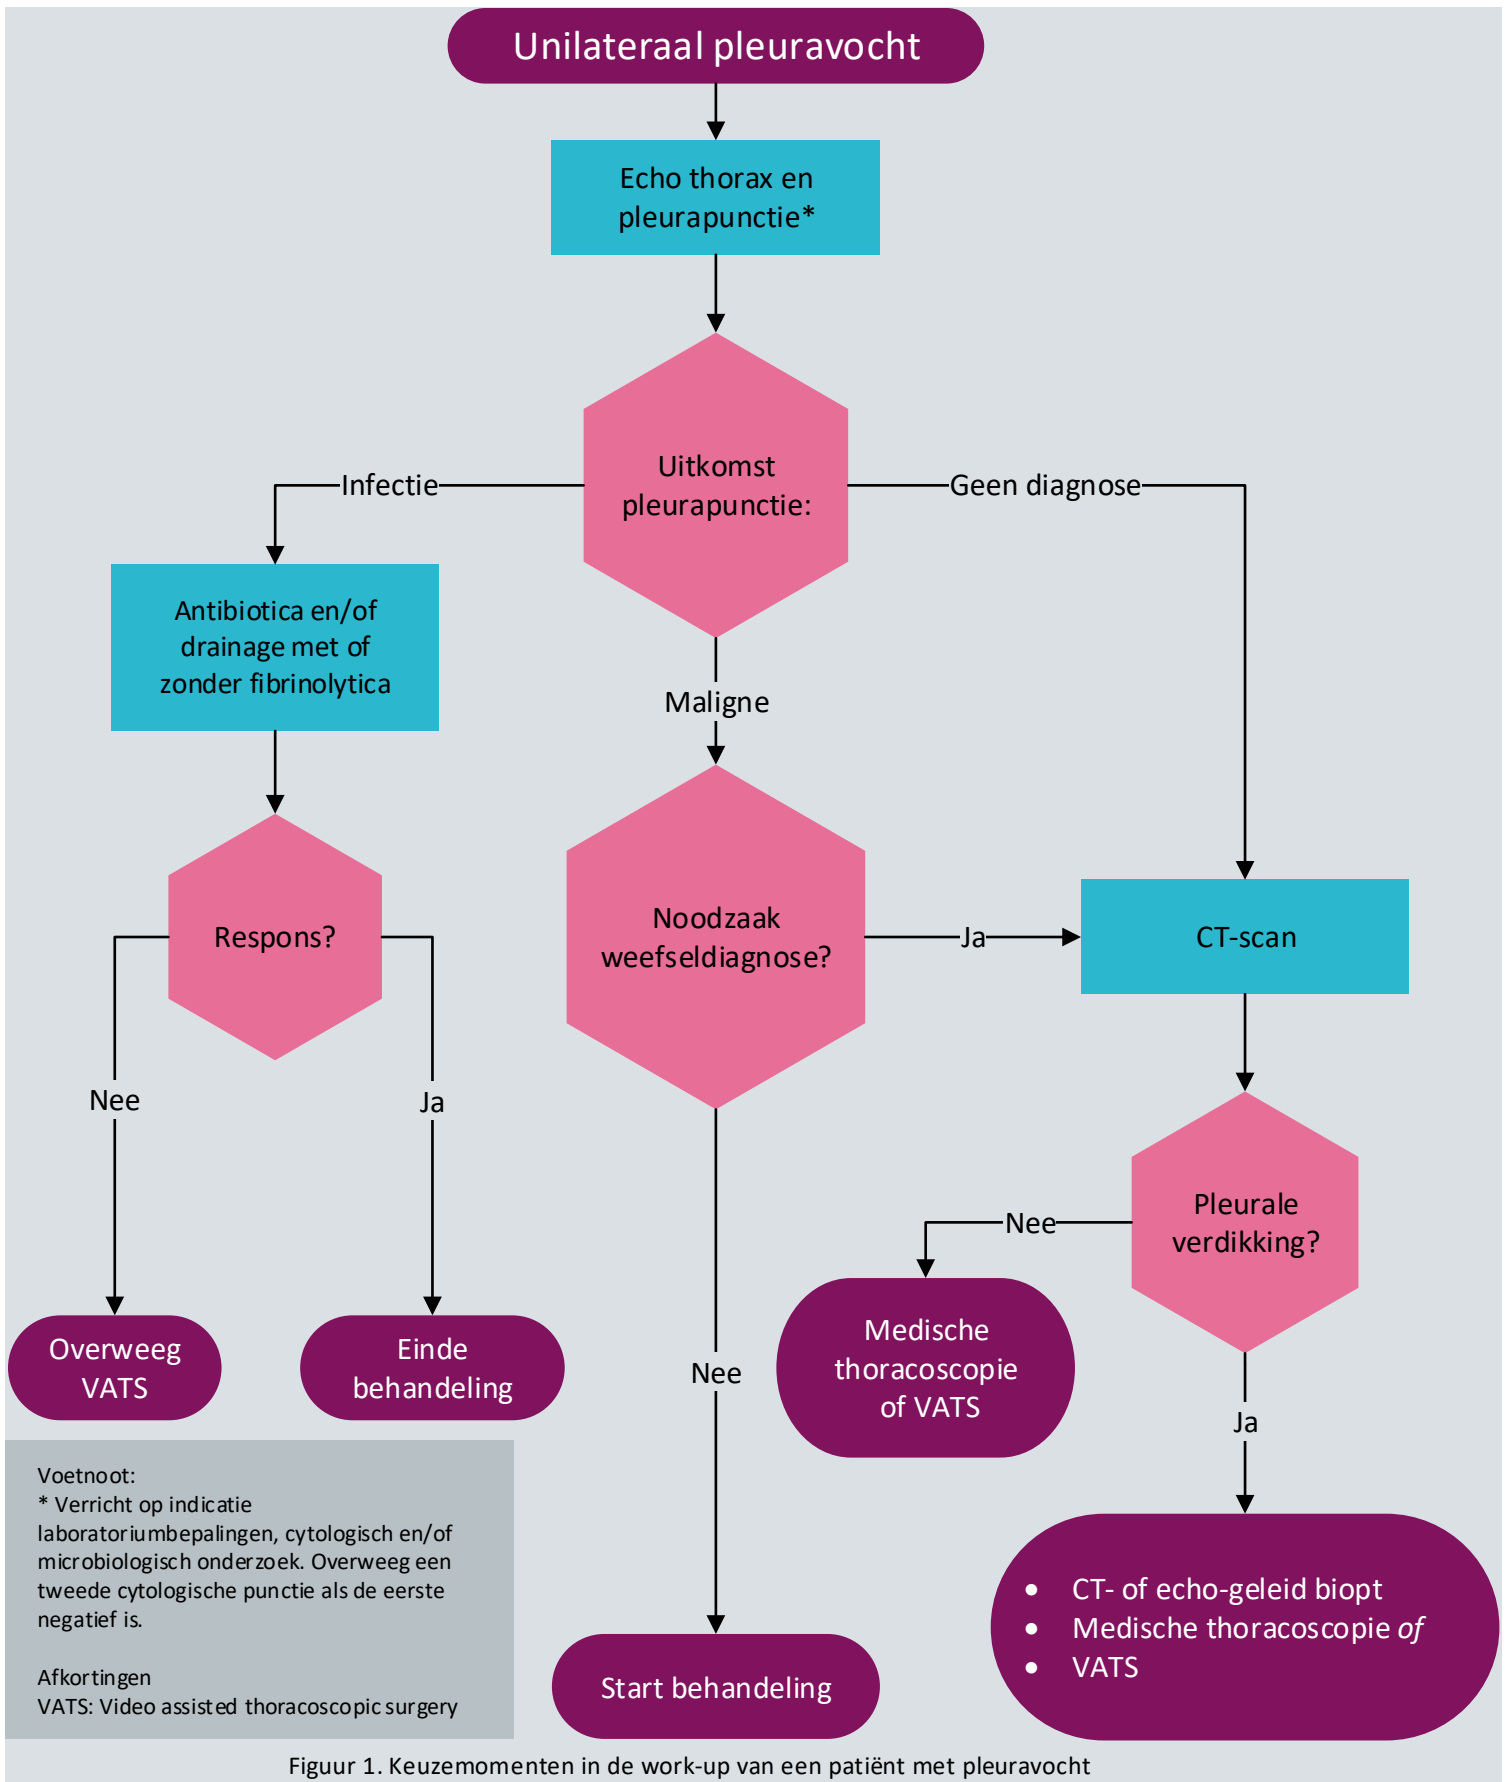 Unilateraal pleuravocht
Echo thorax en
pleurapunctie*
Uitkomst
pleurapunctie:
Infectie
Geen diagnose
Antibiotica en/of
drainage met of
zonder fibrinolytica
Maligne
Respons?
Noodzaak
weefseldiagnose?
Ja
CT-scan
Nee
Ja
Pleurale
verdikking?
Nee
Overweeg
VATS
Einde
behandeling
Nee
Medische
thoracoscopie
of VATS
Ja
Voetnoot:
* Verricht op indicatie
laboratoriumbepalingen, cytologisch en/of
microbiologisch onderzoek. Overweeg een
tweede cytologische punctie als de eerste
negatief is.
Afkortingen
VATS: Video assisted thoracoscopic surgery
Start behandeling
• CT- of echo-geleid biopt
• Medische thoracoscopie of
• VATS
Figuur 1. Keuzemomenten in de work-up van een patiënt met pleuravocht